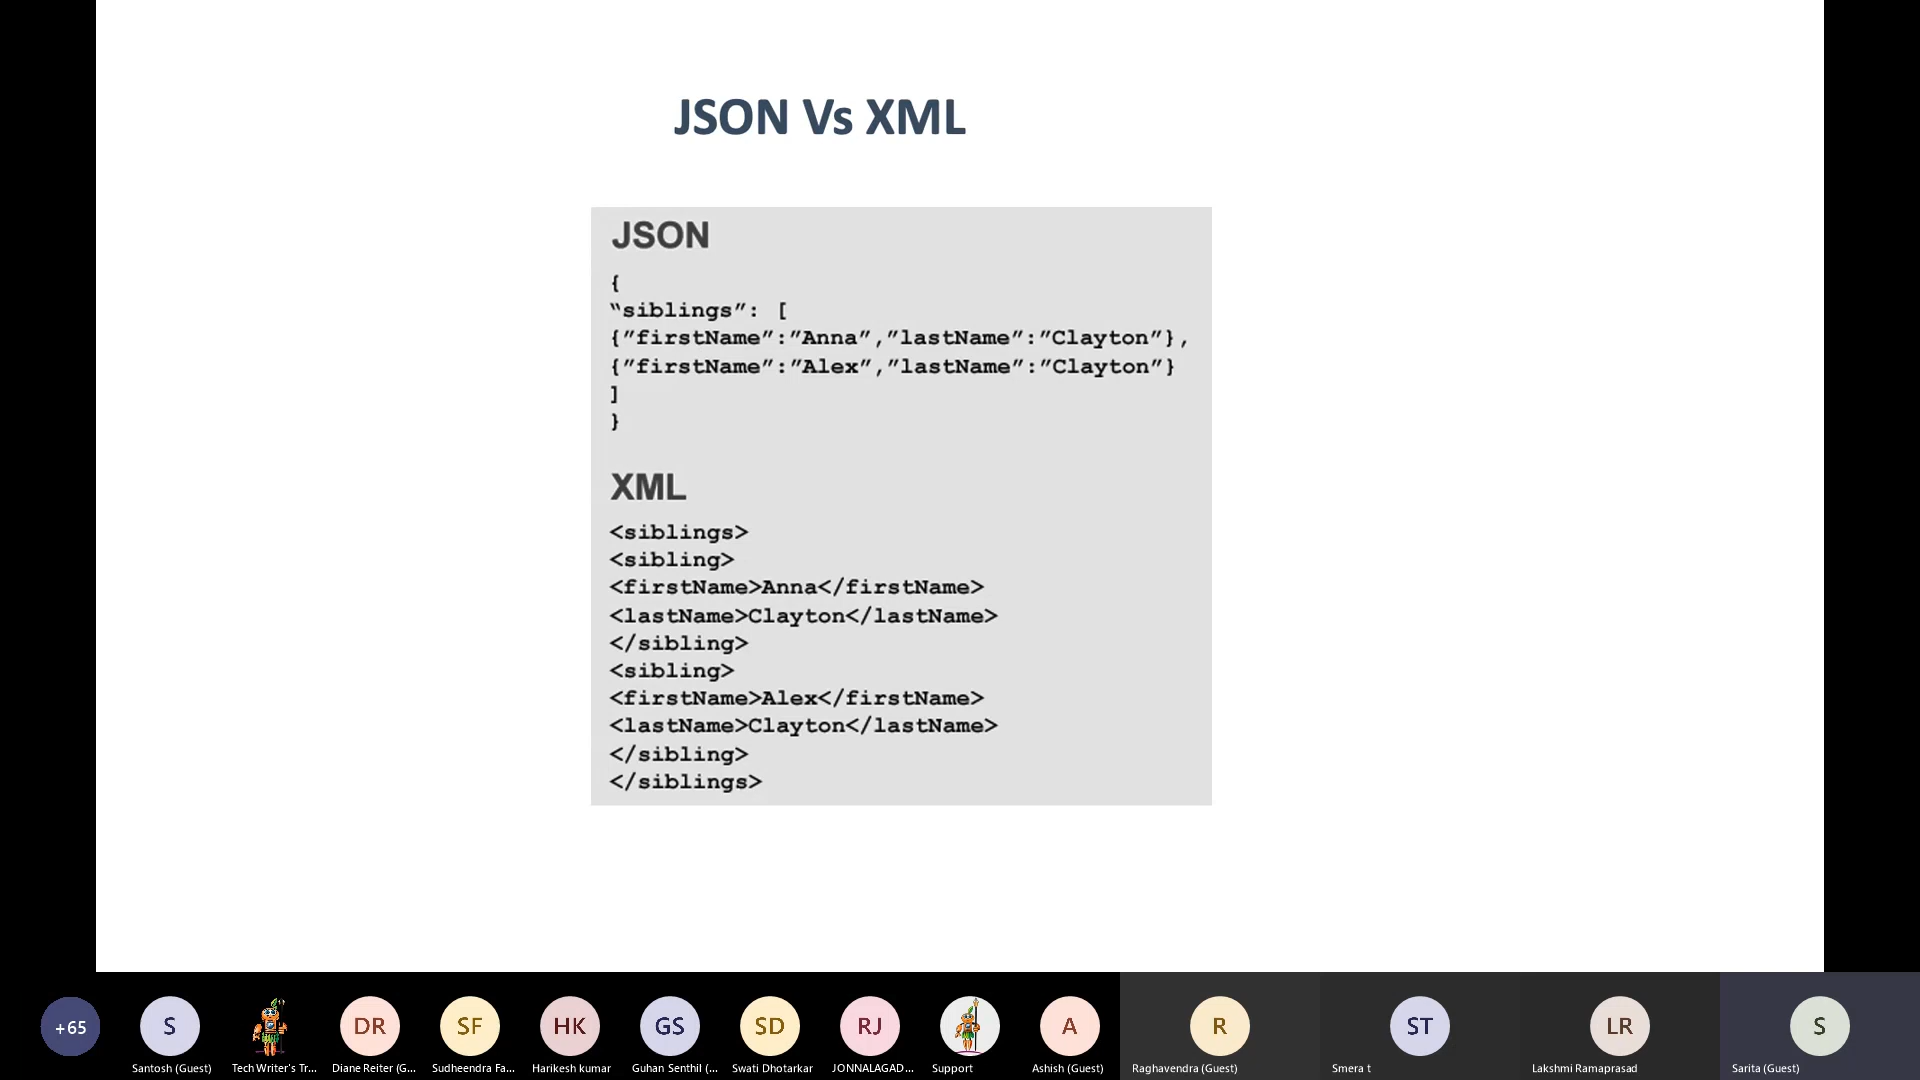 JSON Vs XML
JSON
{
“siblings”: [
{”firstName”:”Anna”,”lastName”:”Clayton”},
{”firstName”:”Alex”,”lastName”:”Clayton”}
]
}
XML
<siblings>
<sibling>
<firstName>Anna</firstName>
<lastName>Clayton</lastName>
</sibling>
<sibling>
<firstName>Alex</firstName>
<lastName>Clayton</lastName>
</sibling>
</siblings>
+65 S DR SF HK GS SD RJ A R ST LR S
Santosh (Guest) Tech Writer's Tr... Diane Reiter (G... Sudheendra Fa... Harikesh kumar Guhan Senthil (... Swati Dhotarkar JONNALAGAD... Support Ashish (Guest) Raghavendra (Guest) Smera t Lakshmi Ramaprasad Sarita (Guest)